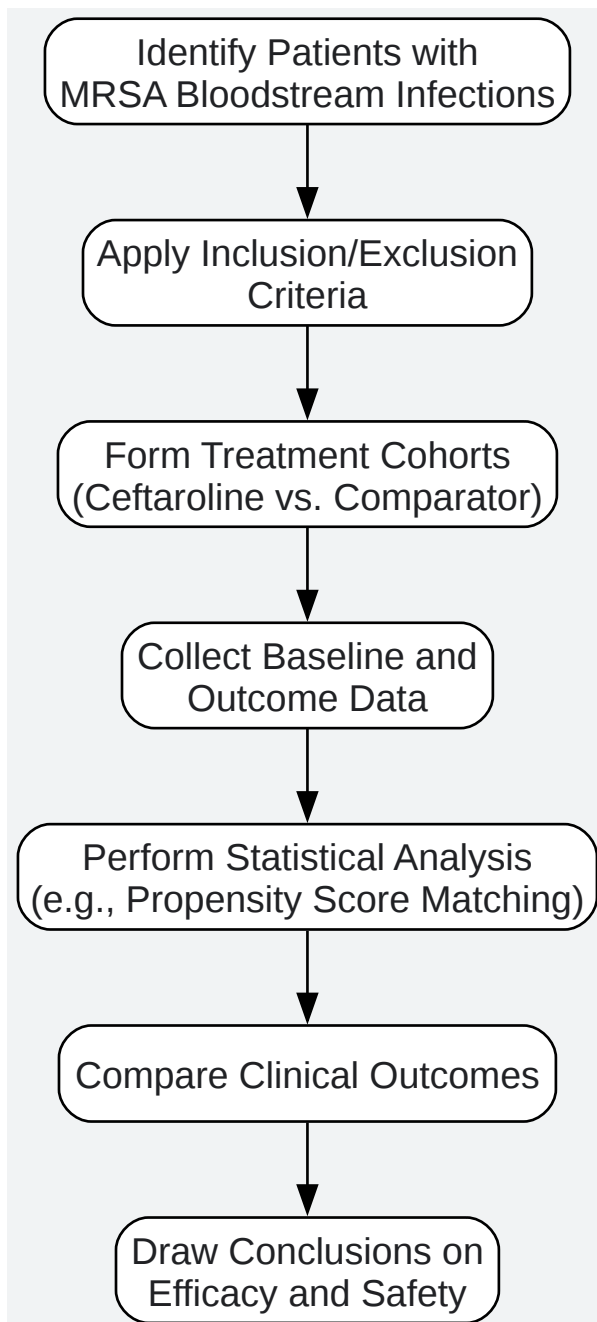 Identify Patients with
MRSA Bloodstream Infections
Apply Inclusion/Exclusion
Criteria
Form Treatment Cohorts
(Ceftaroline vs. Comparator)
Collect Baseline and
Outcome Data
Perform Statistical Analysis
(e.g., Propensity Score Matching)
Compare Clinical Outcomes
Draw Conclusions on
Efficacy and Safety